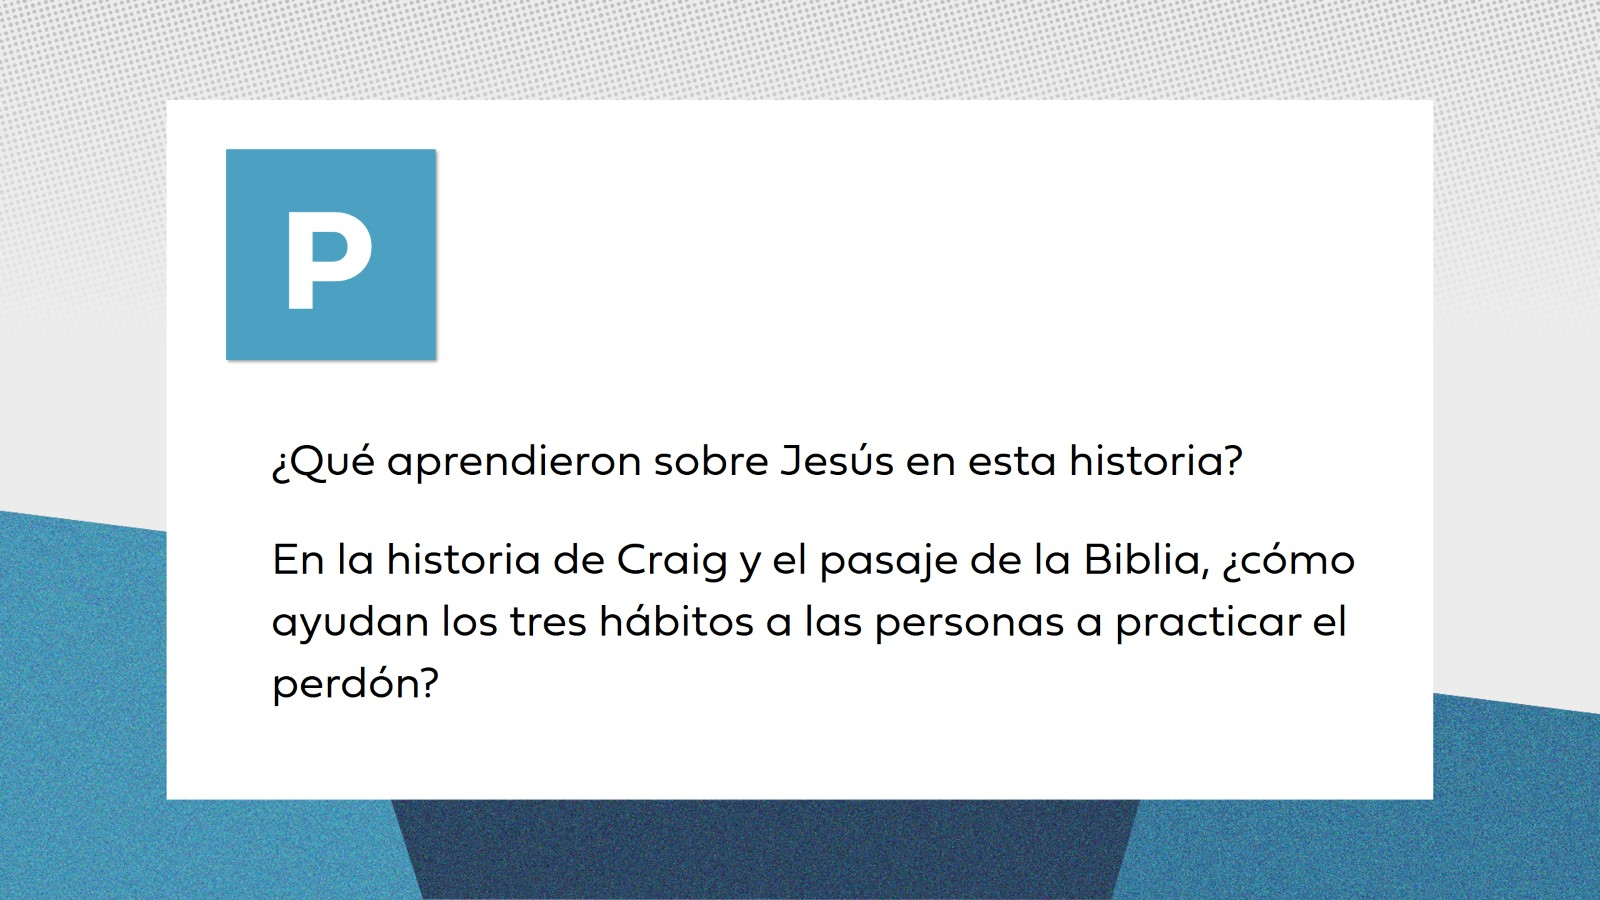 P
¿Qué aprendieron sobre Jesús en esta historia?
En la historia de Craig y el pasaje de la Biblia, ¿cómo
ayudan los tres hábitos a las personas a practicar el
perdón?